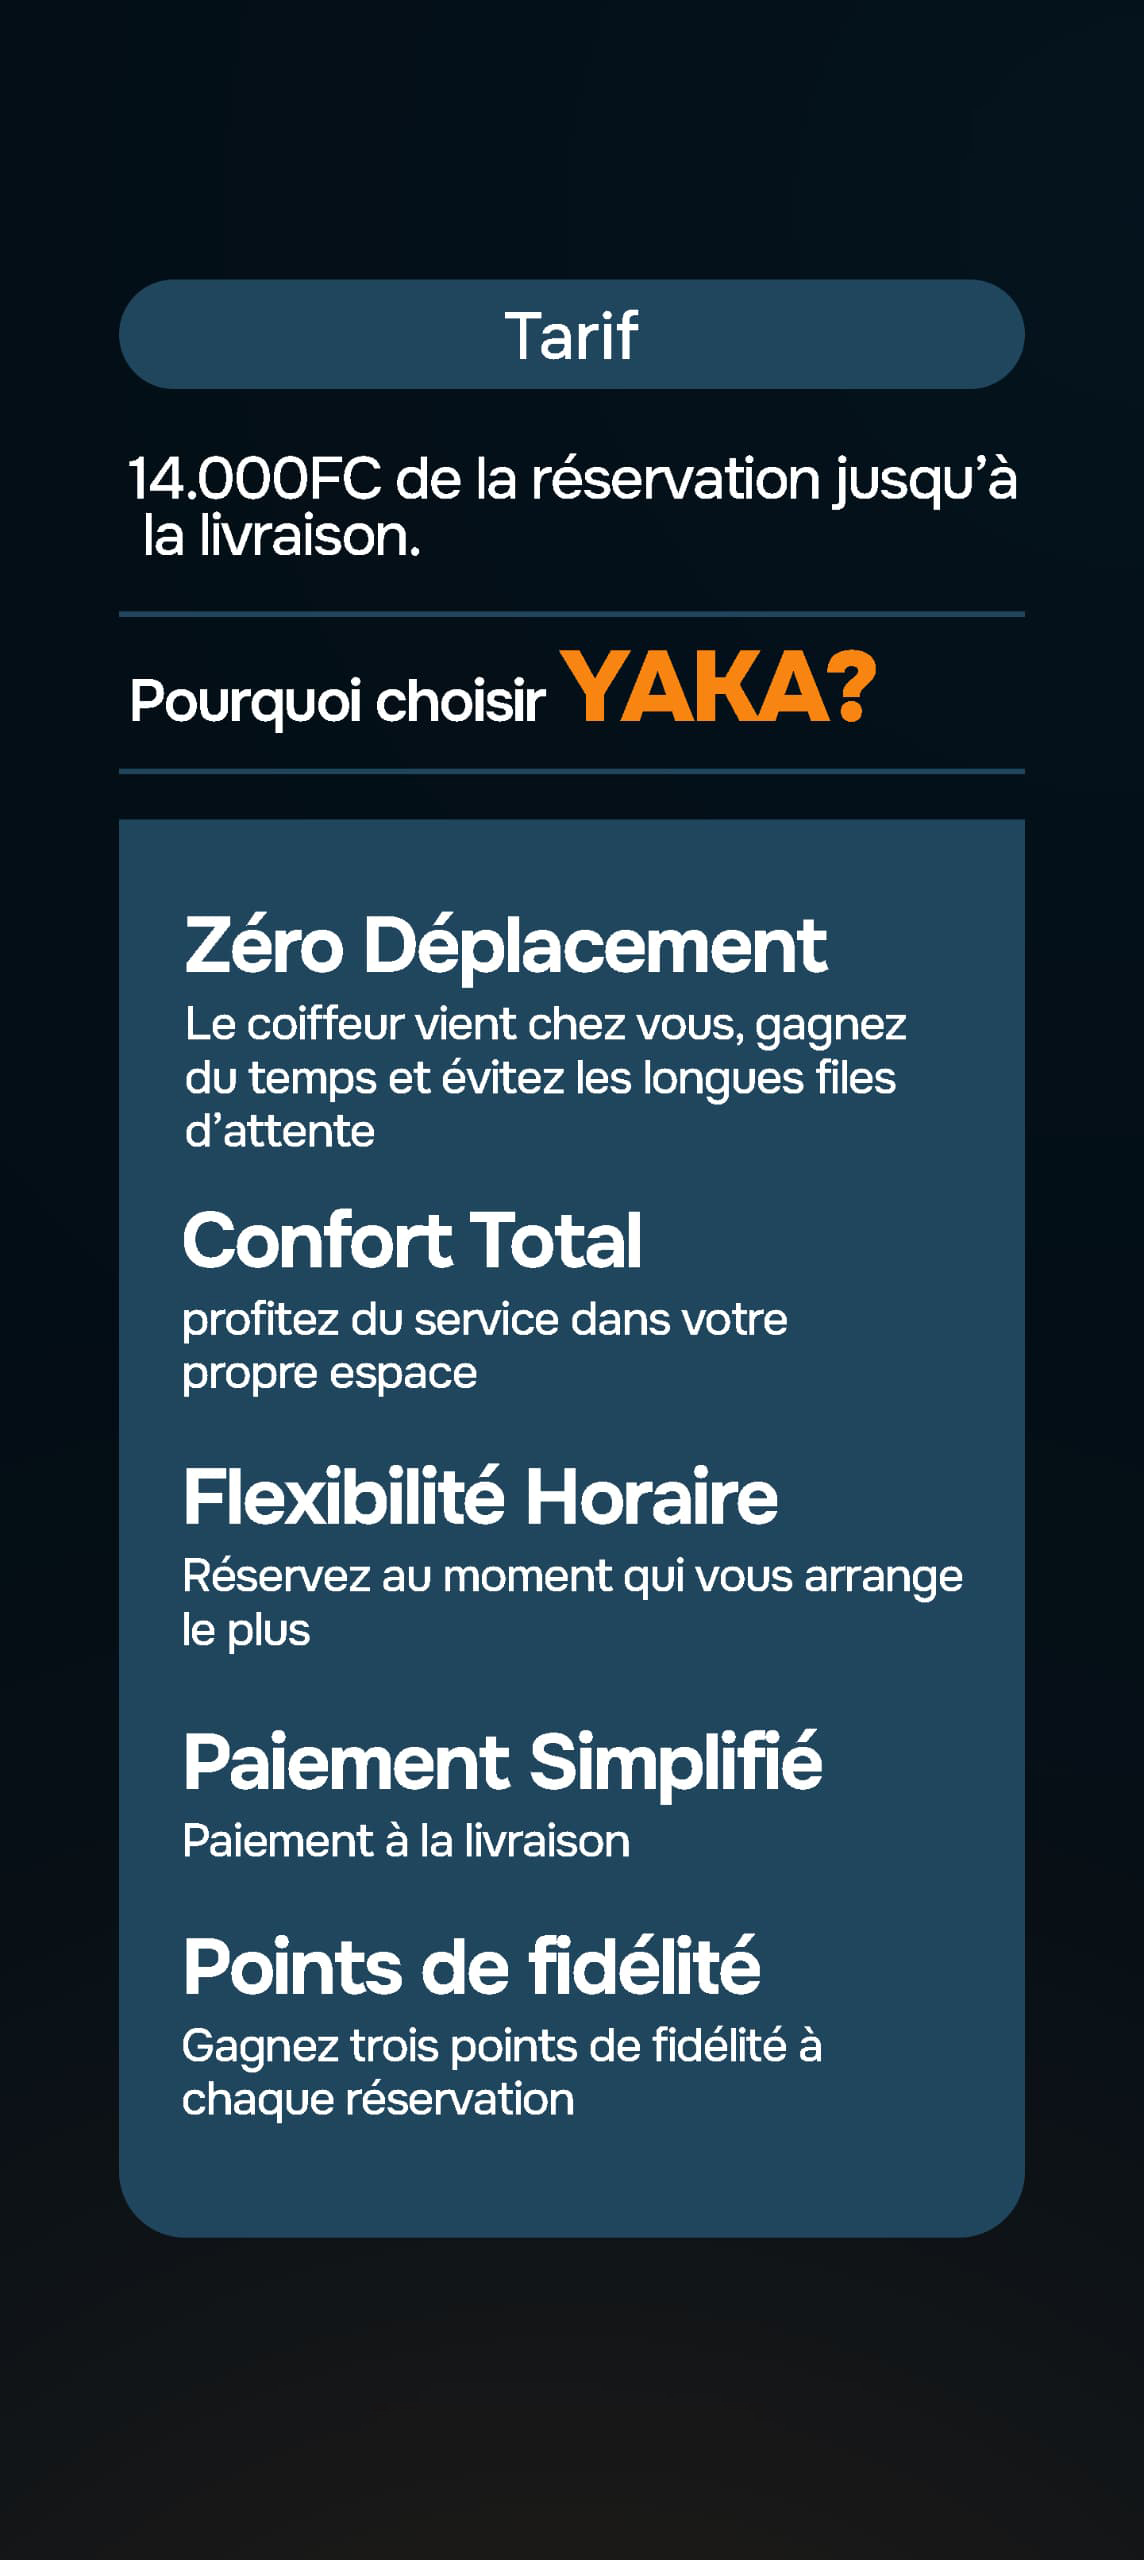 Tarif
14.000FC de la réservation jusqu’à
la livraison.
Pourquoi choisir YAKA?
Zéro Déplacement
Le coiffeur vient chez vous, gagnez
du temps et évitez les longues files
d’attente
Confort Total
profitez du service dans votre
propre espace
Flexibilité Horaire
Réservez au moment qui vous arrange
le plus
Paiement Simplifié
Paiement à la livraison
Points de fidélité
Gagnez trois points de fidélité à
chaque réservation